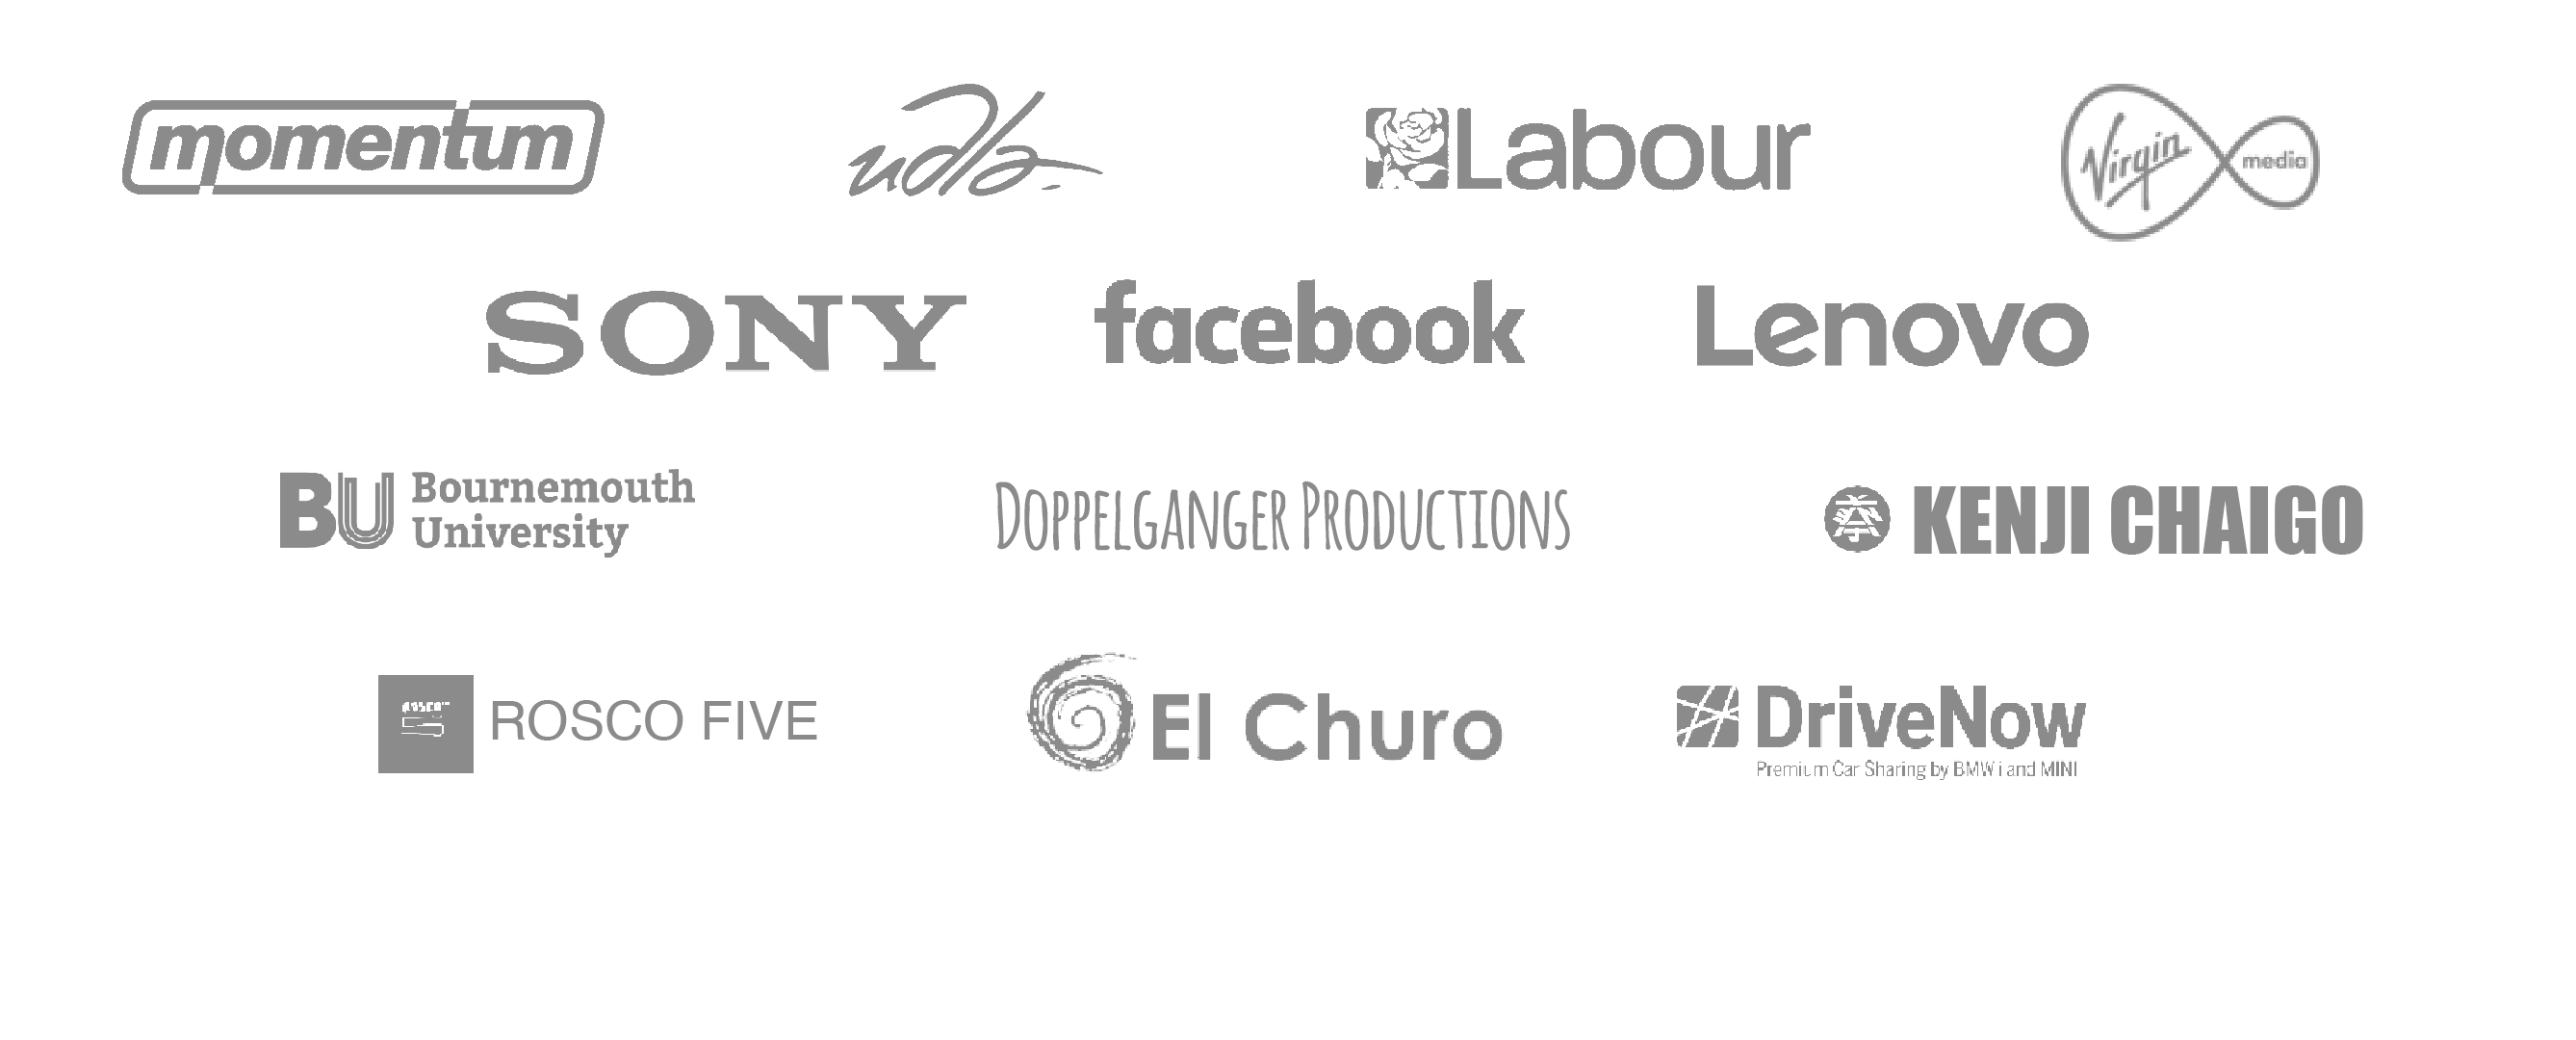 momentum
udla
Labour
Virgin media
SONY
facebook
Lenovo
BU Bournemouth
University
DOPPELGANGER PRODUCTIONS
KENJI CHAIGO
ROSCO
ROSCO FIVE
El Churo
DriveNow
Premium Car Sharing by BMW i and MINI